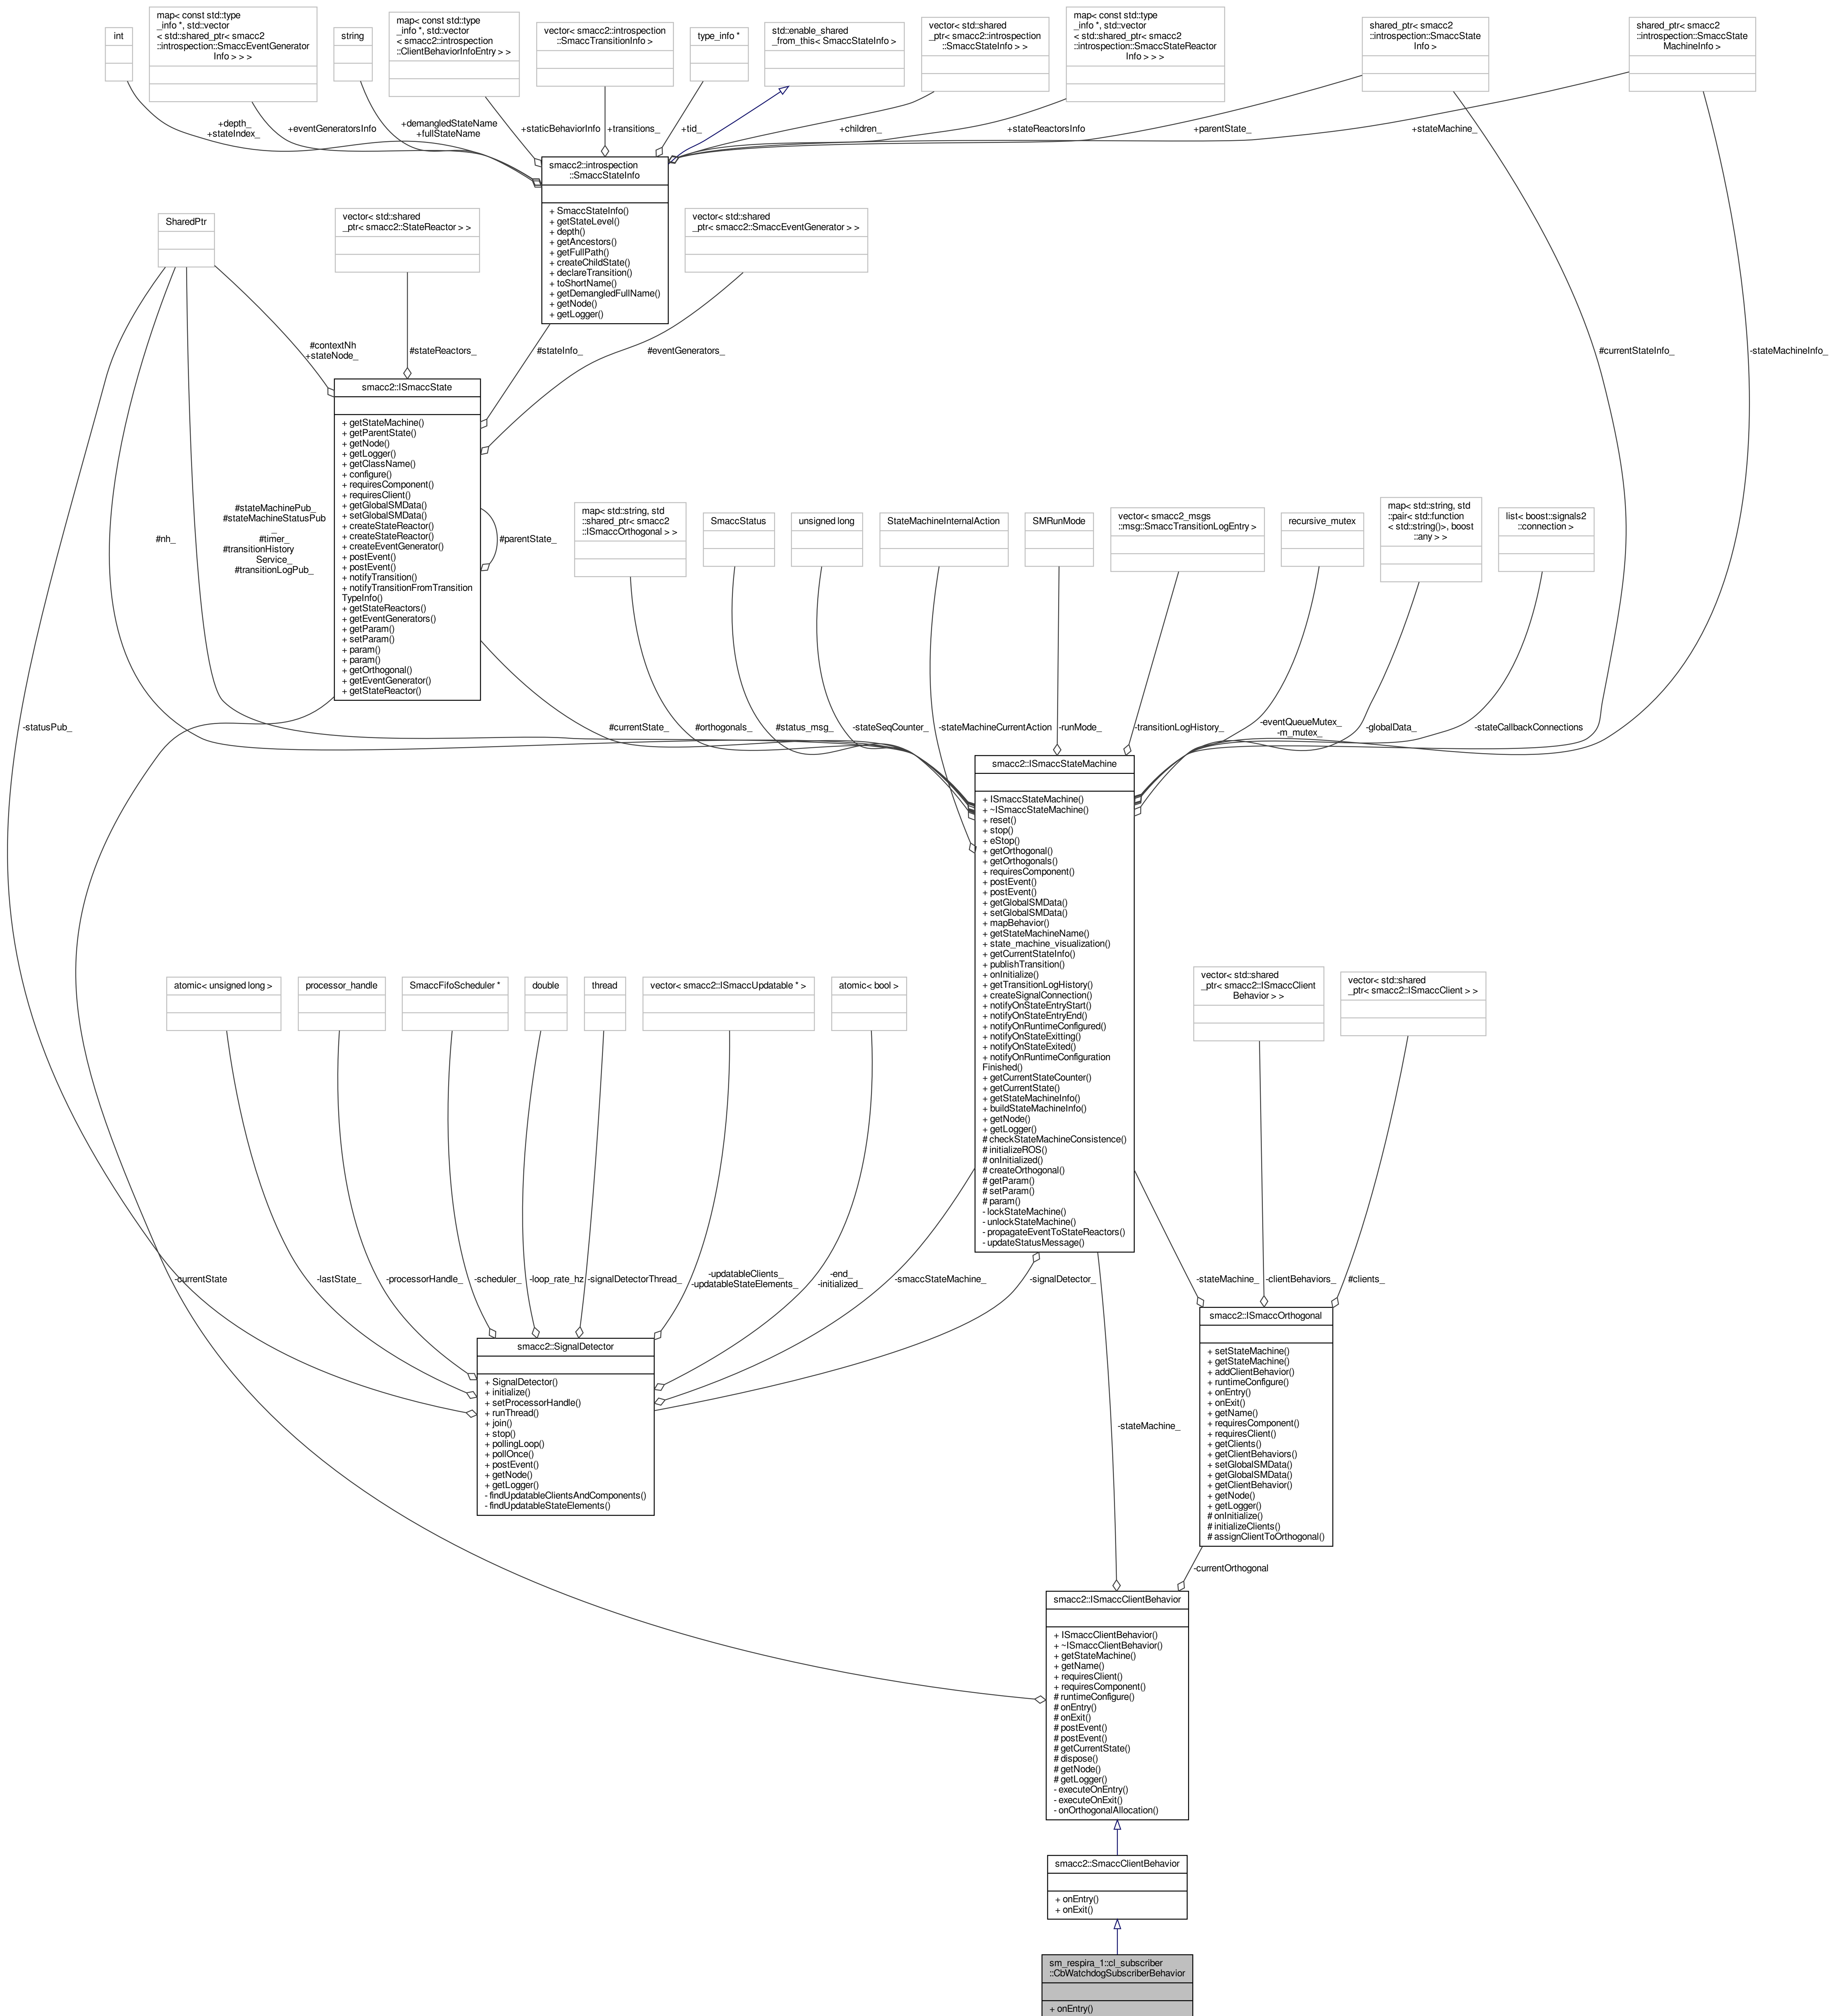 int
map< const std::type
_info *, std::vector
< std::shared_ptr< smacc2
::introspection::SmaccEventGenerator
Info > > >
string
map< const std::type
_info *, std::vector
< smacc2::introspection
::ClientBehaviorInfoEntry > >
vector< smacc2::introspection
::SmaccTransitionInfo >
type_info *
std::enable_shared
_from_this< SmaccStateInfo >
vector< std::shared
_ptr< smacc2::introspection
::SmaccStateInfo > >
map< const std::type
_info *, std::vector
< std::shared_ptr< smacc2
::introspection::SmaccStateReactor
Info > > >
shared_ptr< smacc2
::introspection::SmaccState
Info >
shared_ptr< smacc2
::introspection::SmaccState
MachineInfo >
+depth_
+stateIndex_
+eventGeneratorsInfo
+demangledStateName
+fullStateName
+staticBehaviorInfo
+transitions_
+tid_
+children_
+stateReactorsInfo
+parentState_
+stateMachine_
smacc2::introspection
::SmaccStateInfo
+ SmaccStateInfo()
+ getStateLevel()
+ depth()
+ getAncestors()
+ getFullPath()
+ createChildState()
+ declareTransition()
+ toShortName()
+ getDemangledFullName()
+ getNode()
+ getLogger()
SharedPtr
vector< std::shared
_ptr< smacc2::StateReactor > >
vector< std::shared
_ptr< smacc2::SmaccEventGenerator > >
#contextNh
+stateNode_
#stateReactors_
#stateInfo_
#eventGenerators_
#currentStateInfo_
-stateMachineInfo_
smacc2::ISmaccState
+ getStateMachine()
+ getParentState()
+ getNode()
+ getLogger()
+ getClassName()
+ configure()
+ requiresComponent()
+ requiresClient()
+ getGlobalSMData()
+ setGlobalSMData()
+ createStateReactor()
+ createStateReactor()
+ createEventGenerator()
+ postEvent()
+ postEvent()
+ notifyTransition()
+ notifyTransitionFromTransition
TypeInfo()
+ getStateReactors()
+ getEventGenerators()
+ getParam()
+ setParam()
+ param()
+ param()
+ getOrthogonal()
+ getEventGenerator()
+ getStateReactor()
#parentState_
#nh_
#stateMachinePub_
#stateMachineStatusPub
_
#timer_
#transitionHistory
Service_
#transitionLogPub_
map< std::string, std
::shared_ptr< smacc2
::ISmaccOrthogonal > >
SmaccStatus
unsigned long
StateMachineInternalAction
SMRunMode
vector< smacc2_msgs
::msg::SmaccTransitionLogEntry >
recursive_mutex
map< std::string, std
::pair< std::function
< std::string()>, boost
::any > >
list< boost::signals2
::connection >
-statusPub_
#currentState_
#orthogonals_
#status_msg_
-stateSeqCounter_
-stateMachineCurrentAction
-runMode_
-transitionLogHistory_
-eventQueueMutex_
-m_mutex_
-globalData_
-stateCallbackConnections
smacc2::ISmaccStateMachine
+ ISmaccStateMachine()
+ ~ISmaccStateMachine()
+ reset()
+ stop()
+ eStop()
+ getOrthogonal()
+ getOrthogonals()
+ requiresComponent()
+ postEvent()
+ postEvent()
+ getGlobalSMData()
+ setGlobalSMData()
+ mapBehavior()
+ getStateMachineName()
+ state_machine_visualization()
+ getCurrentStateInfo()
+ publishTransition()
+ onInitialize()
+ getTransitionLogHistory()
+ createSignalConnection()
+ notifyOnStateEntryStart()
+ notifyOnStateEntryEnd()
+ notifyOnRuntimeConfigured()
+ notifyOnStateExitting()
+ notifyOnStateExited()
+ notifyOnRuntimeConfiguration
Finished()
+ getCurrentStateCounter()
+ getCurrentState()
+ getStateMachineInfo()
+ buildStateMachineInfo()
+ getNode()
+ getLogger()
# checkStateMachineConsistence()
# initializeROS()
# onInitialized()
# createOrthogonal()
# getParam()
# setParam()
# param()
- lockStateMachine()
- unlockStateMachine()
- propagateEventToStateReactors()
- updateStatusMessage()
atomic< unsigned long >
processor_handle
SmaccFifoScheduler *
double
thread
vector< smacc2::ISmaccUpdatable * >
atomic< bool >
vector< std::shared
_ptr< smacc2::ISmaccClient
Behavior > >
vector< std::shared
_ptr< smacc2::ISmaccClient > >
-currentState
-lastState_
-processorHandle_
-scheduler_
-loop_rate_hz
-signalDetectorThread_
-updatableClients_
-updatableStateElements_
-end_
-initialized_
-smaccStateMachine_
-signalDetector_
-stateMachine_
-clientBehaviors_
#clients_
smacc2::SignalDetector
+ SignalDetector()
+ initialize()
+ setProcessorHandle()
+ runThread()
+ join()
+ stop()
+ pollingLoop()
+ pollOnce()
+ postEvent()
+ getNode()
+ getLogger()
- findUpdatableClientsAndComponents()
- findUpdatableStateElements()
smacc2::ISmaccOrthogonal
+ setStateMachine()
+ getStateMachine()
+ addClientBehavior()
+ runtimeConfigure()
+ onEntry()
+ onExit()
+ getName()
+ requiresComponent()
+ requiresClient()
+ getClients()
+ getClientBehaviors()
+ setGlobalSMData()
+ getGlobalSMData()
+ getClientBehavior()
+ getNode()
+ getLogger()
# onInitialize()
# initializeClients()
# assignClientToOrthogonal()
-stateMachine_
-currentOrthogonal
smacc2::ISmaccClientBehavior
+ ISmaccClientBehavior()
+ ~ISmaccClientBehavior()
+ getStateMachine()
+ getName()
+ requiresClient()
+ requiresComponent()
# runtimeConfigure()
# onEntry()
# onExit()
# postEvent()
# postEvent()
# getCurrentState()
# dispose()
# getNode()
# getLogger()
- executeOnEntry()
- executeOnExit()
- onOrthogonalAllocation()
smacc2::SmaccClientBehavior
+ onEntry()
+ onExit()
sm_respira_1::cl_subscriber
::CbWatchdogSubscriberBehavior
+ onEntry()